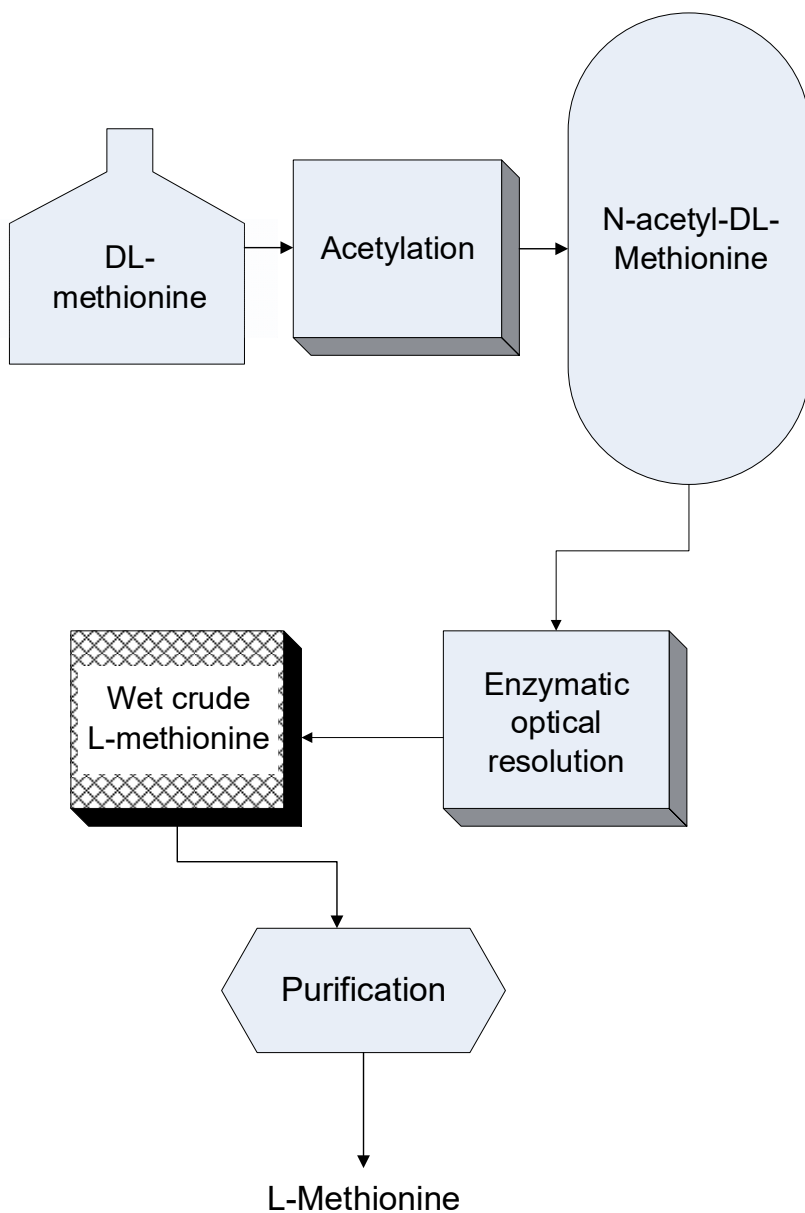 DL-
methionine
Acetylation
N-acetyl-DL-
Methionine
Enzymatic
optical
resolution
Wet crude
L-methionine
Purification
L-Methionine